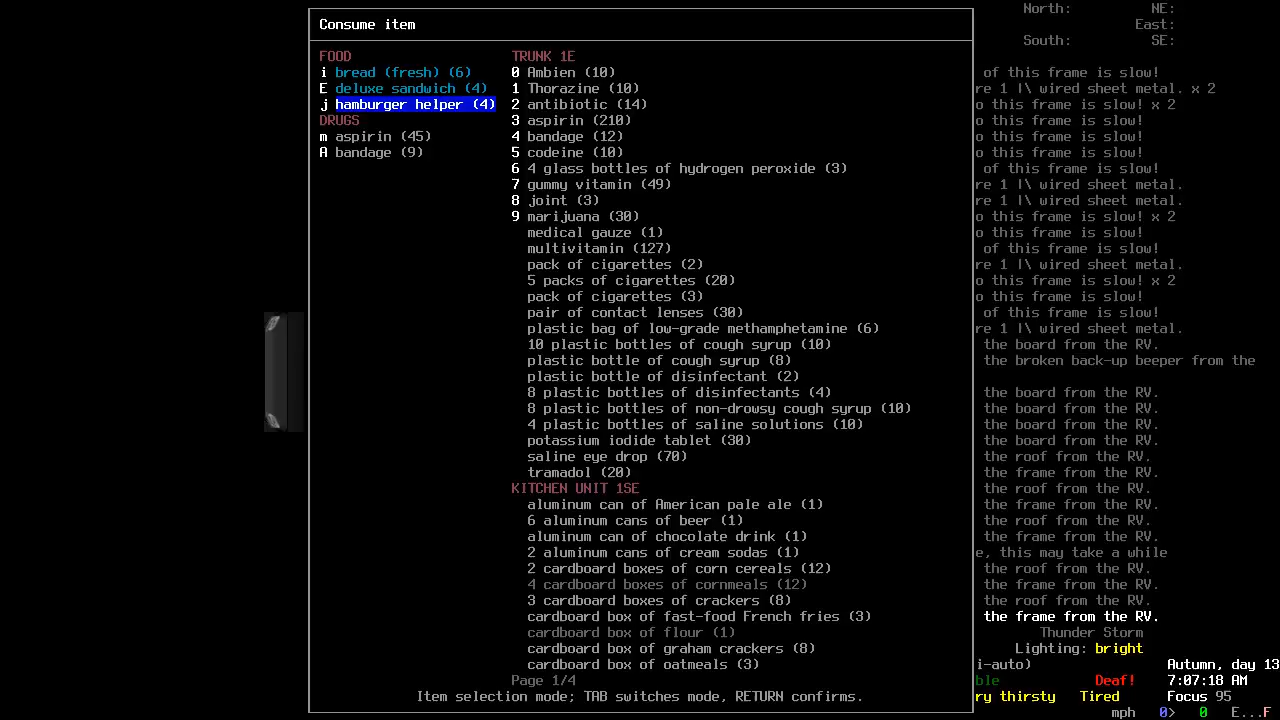 Consume item
FOOD
i bread (fresh) (6)
E deluxe sandwich (4)
j hamburger helper (4)
DRUGS
m aspirin (45)
A bandage (9)
TRUNK 1E
0 Ambien (10)
1 Thorazine (10)
2 antibiotic (14)
3 aspirin (210)
4 bandage (12)
5 codeine (10)
6 4 glass bottles of hydrogen peroxide (3)
7 gummy vitamin (49)
8 joint (3)
9 marijuana (30)
medical gauze (1)
multivitamin (127)
pack of cigarettes (2)
5 packs of cigarettes (20)
pack of cigarettes (3)
pair of contact lenses (30)
plastic bag of low-grade methamphetamine (6)
10 plastic bottles of cough syrup (10)
plastic bottle of cough syrup (8)
plastic bottle of disinfectant (2)
8 plastic bottles of disinfectants (4)
8 plastic bottles of non-drowsy cough syrup (10)
4 plastic bottles of saline solutions (10)
potassium iodide tablet (30)
saline eye drop (70)
tramadol (20)
KITCHEN UNIT 1SE
aluminum can of American pale ale (1)
6 aluminum cans of beer (1)
aluminum can of chocolate drink (1)
2 aluminum cans of cream sodas (1)
2 cardboard boxes of corn cereals (12)
4 cardboard boxes of cornmeals (12)
3 cardboard boxes of crackers (8)
cardboard box of fast-food French fries (3)
cardboard box of flour (1)
cardboard box of graham crackers (8)
cardboard box of oatmeals (3)
Page 1/4
Item selection mode; TAB switches mode, RETURN confirms.
North: NE:
East:
South: SE:
of this frame is slow!
re 1 |\ wired sheet metal. x 2
o this frame is slow! x 2
o this frame is slow!
o this frame is slow!
o this frame is slow!
of this frame is slow!
re 1 |\ wired sheet metal.
re 1 |\ wired sheet metal.
o this frame is slow! x 2
o this frame is slow!
of this frame is slow!
re 1 |\ wired sheet metal.
o this frame is slow! x 2
o this frame is slow!
of this frame is slow!
re 1 |\ wired sheet metal.
the board from the RV.
the broken back-up beeper from the
the board from the RV.
the board from the RV.
the board from the RV.
the board from the RV.
the roof from the RV.
the frame from the RV.
the roof from the RV.
the frame from the RV.
the roof from the RV.
the frame from the RV.
e, this may take a while
the roof from the RV.
the frame from the RV.
the roof from the RV.
the frame from the RV.
Thunder Storm
Lighting: bright
i-auto) Autumn, day 13
ble Deaf! 7:07:18 AM
ry thirsty Tired Focus 95
mph 0> 0 E...F